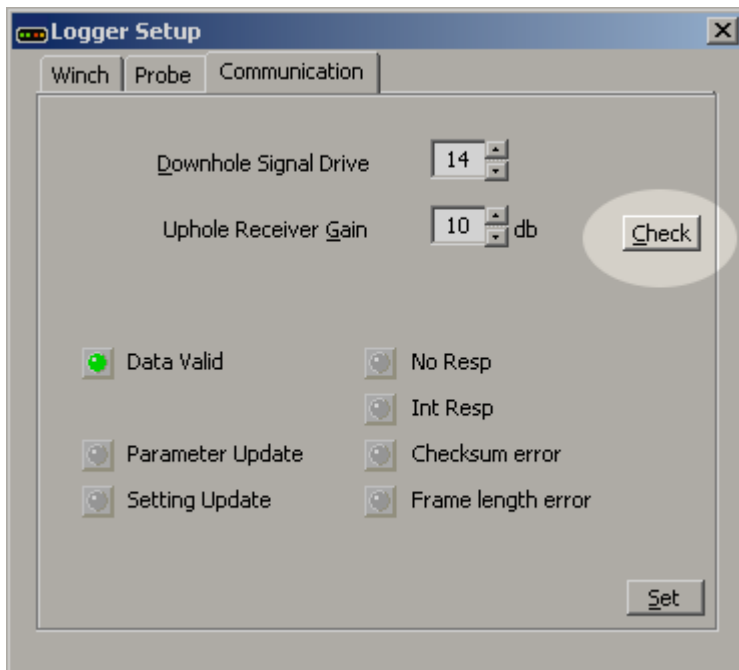 Logger Setup
Winch Probe Communication
Downhole Signal Drive 14
Uphole Receiver Gain 10 db Check
Data Valid No Resp
Int Resp
Parameter Update Checksum error
Setting Update Frame length error
Set